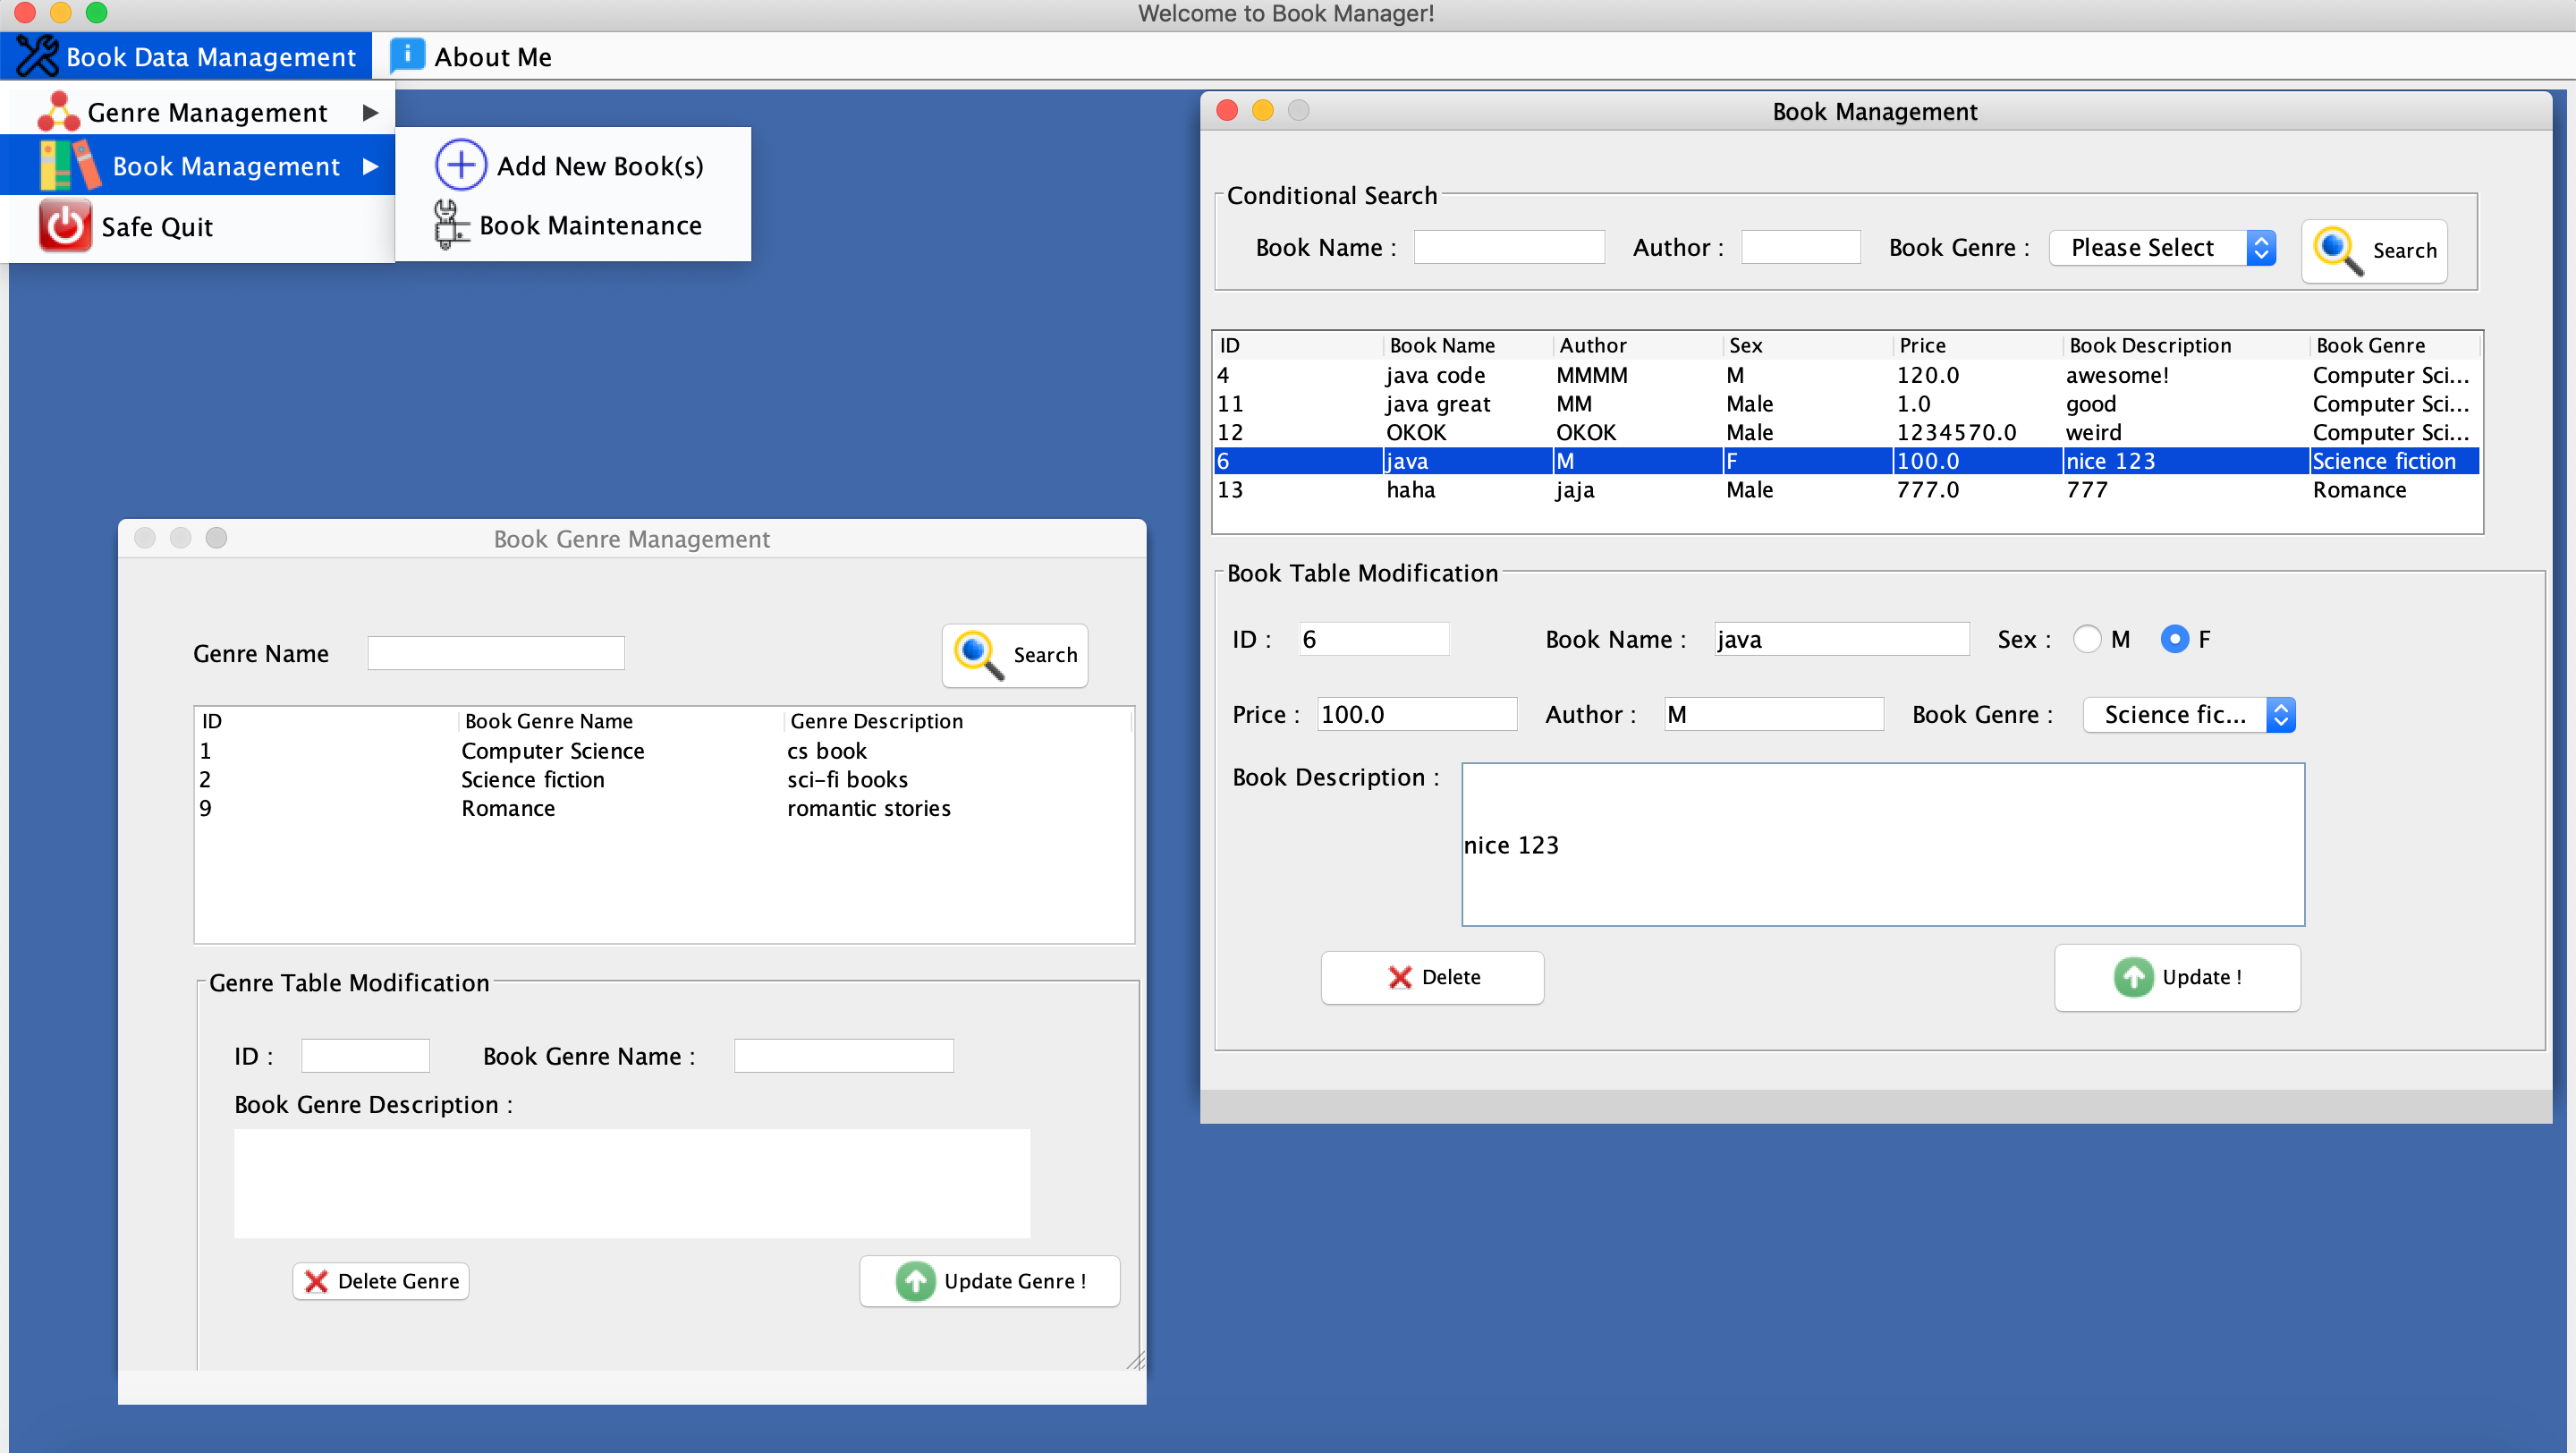 Welcome to Book Manager!
Book Data Management About Me
Genre Management
Book Management
Safe Quit
Add New Book(s)
Book Maintenance
Book Management
Conditional Search
Book Name : Author : Book Genre : Please Select Search
ID Book Name Author Sex Price Book Description Book Genre
4 java code MMMM M 120.0 awesome! Computer Sci...
11 java great MM Male 1.0 good Computer Sci...
12 OKOK OKOK Male 1234570.0 weird Computer Sci...
6 java M F 100.0 nice 123 Science fiction
13 haha jaja Male 777.0 777 Romance
Book Table Modification
ID : 6 Book Name : java Sex : M F
Price : 100.0 Author : M Book Genre : Science fic...
Book Description :
nice 123
Delete Update !
Book Genre Management
Genre Name Search
ID Book Genre Name Genre Description
1 Computer Science cs book
2 Science fiction sci-fi books
9 Romance romantic stories
Genre Table Modification
ID : Book Genre Name :
Book Genre Description :
Delete Genre Update Genre !